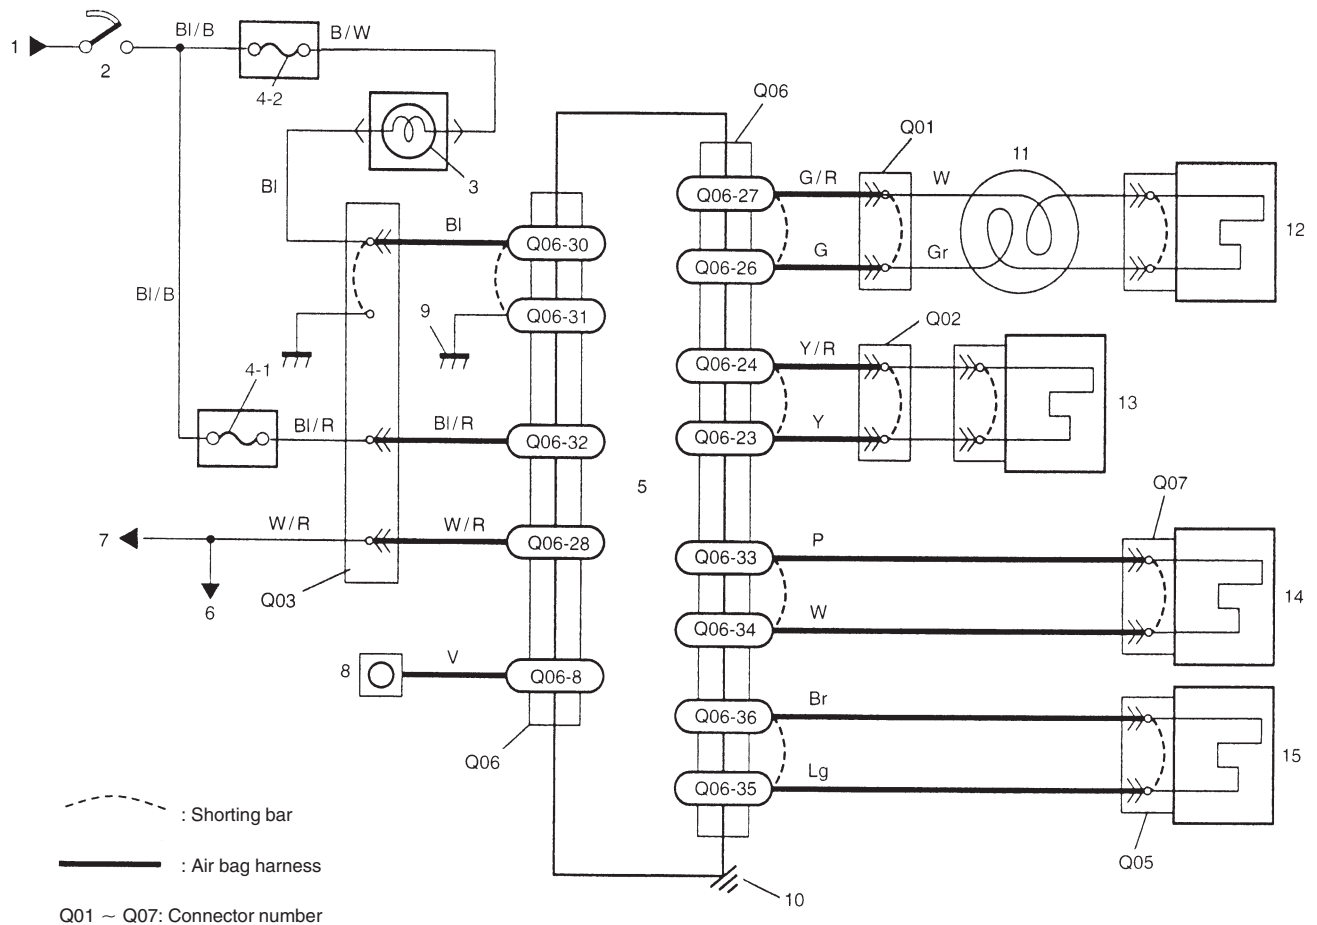 1
2
Bl/B
B/W
4-2
3
Bl
Bl/B
Q06
Q01
11
G/R
W
Q06-27
12
G
Gr
Q06-26
Bl
Q06-30
9
Q06-31
Q02
Y/R
Q06-24
13
Y
Q06-23
4-1
Bl/R
Bl/R
Q06-32
5
Q07
7
W/R
W/R
Q06-28
6
Q03
P
Q06-33
14
W
Q06-34
8
V
Q06-8
Q06
Br
Q06-36
15
Lg
Q06-35
Q05
10
: Shorting bar
: Air bag harness
Q01 ~ Q07: Connector number